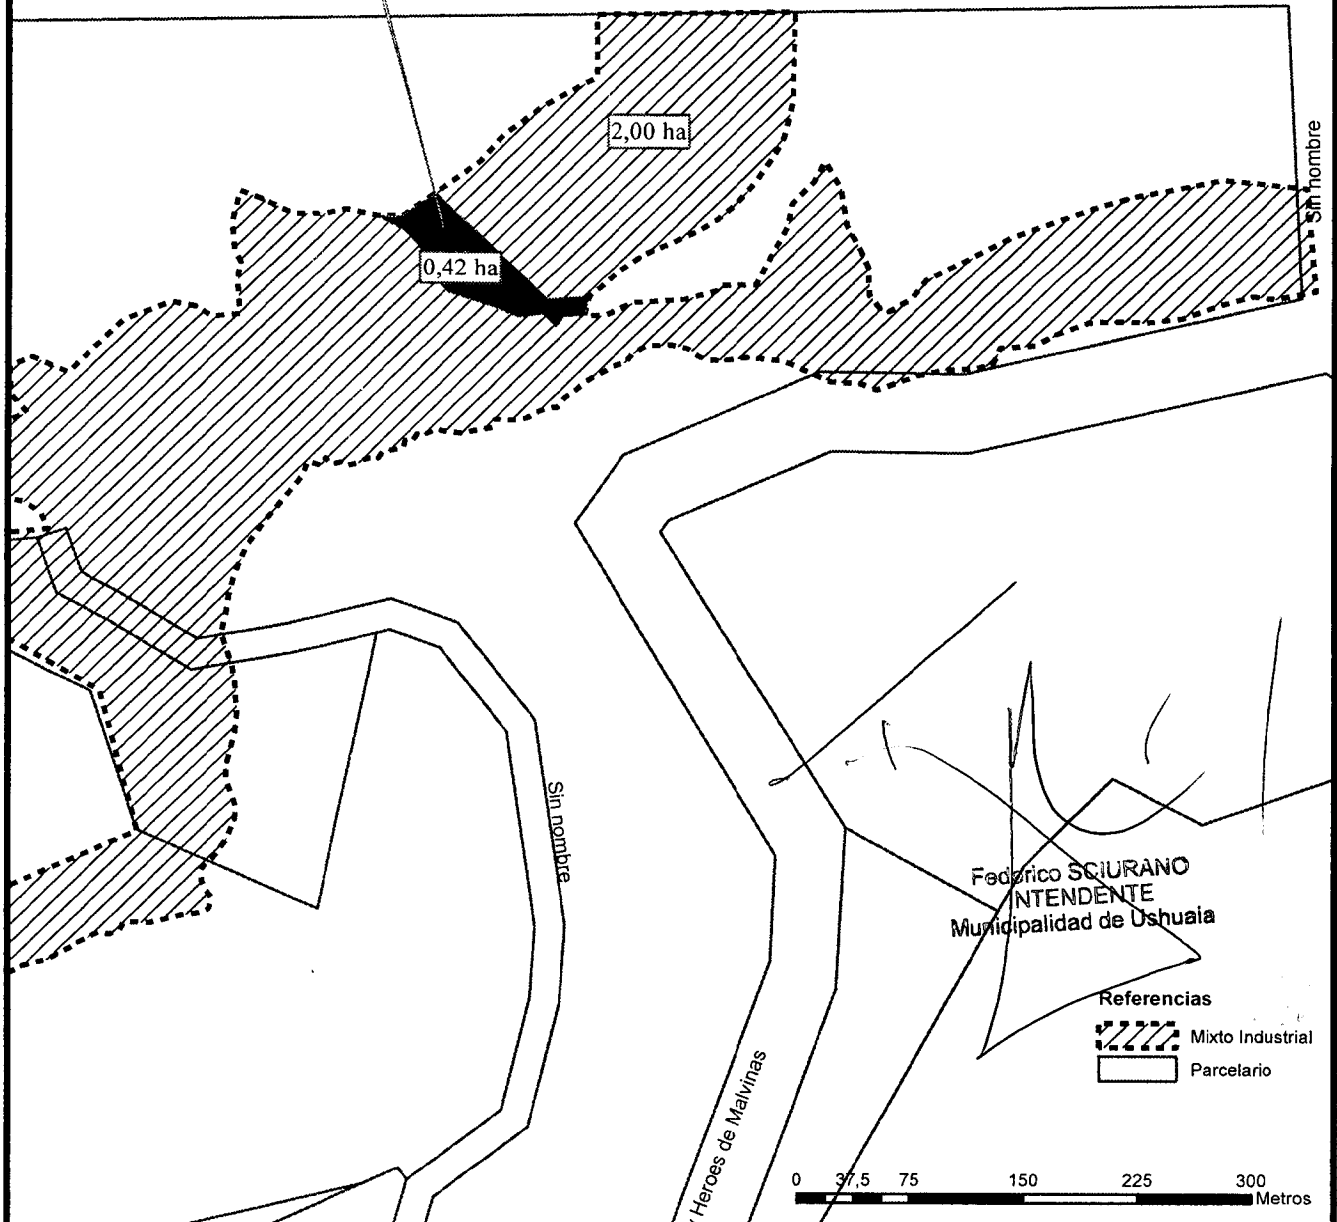 2,00 ha
Sin nombre
0,42 ha
Sin nombre
Federico SCIURANO
INTENDENTE
Municipalidad de Ushuaia
Referencias
Mixto Industrial
Parcelario
Heroes de Malvinas
0 37,5 75 150 225 300
Metros